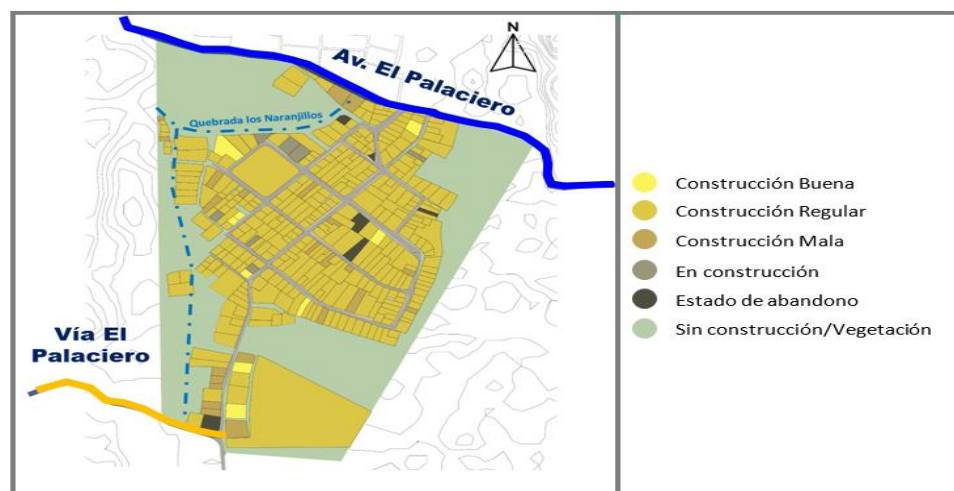 N
Av. El Palaciero
Quebrada los Naranjillos
Vía El
Palaciero
Construcción Buena
Construcción Regular
Construcción Mala
En construcción
Estado de abandono
Sin construcción/Vegetación